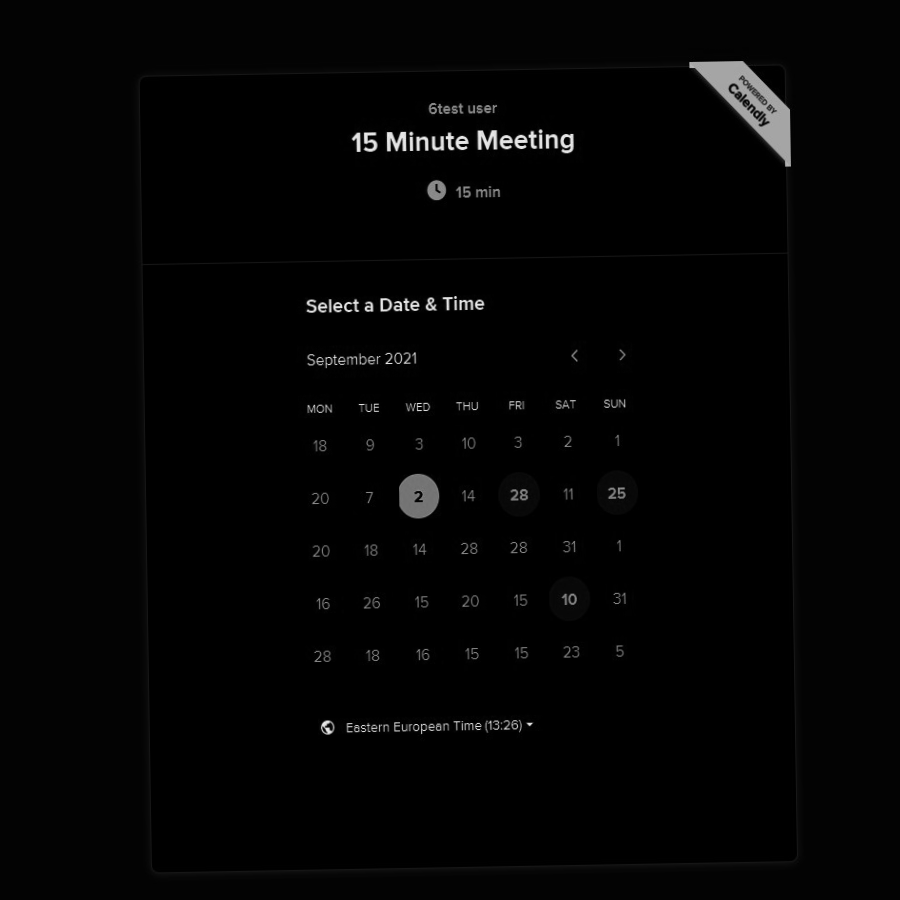 POWERED BY
Calendly
6test user
15 Minute Meeting
15 min
Select a Date & Time
September 2021
MON TUE WED THU FRI SAT SUN
18 9 3 10 3 2 1
20 7 2 14 28 11 25
20 18 14 28 28 31 1
16 26 15 20 15 10 31
28 18 16 15 15 23 5
Eastern European Time (13:26)